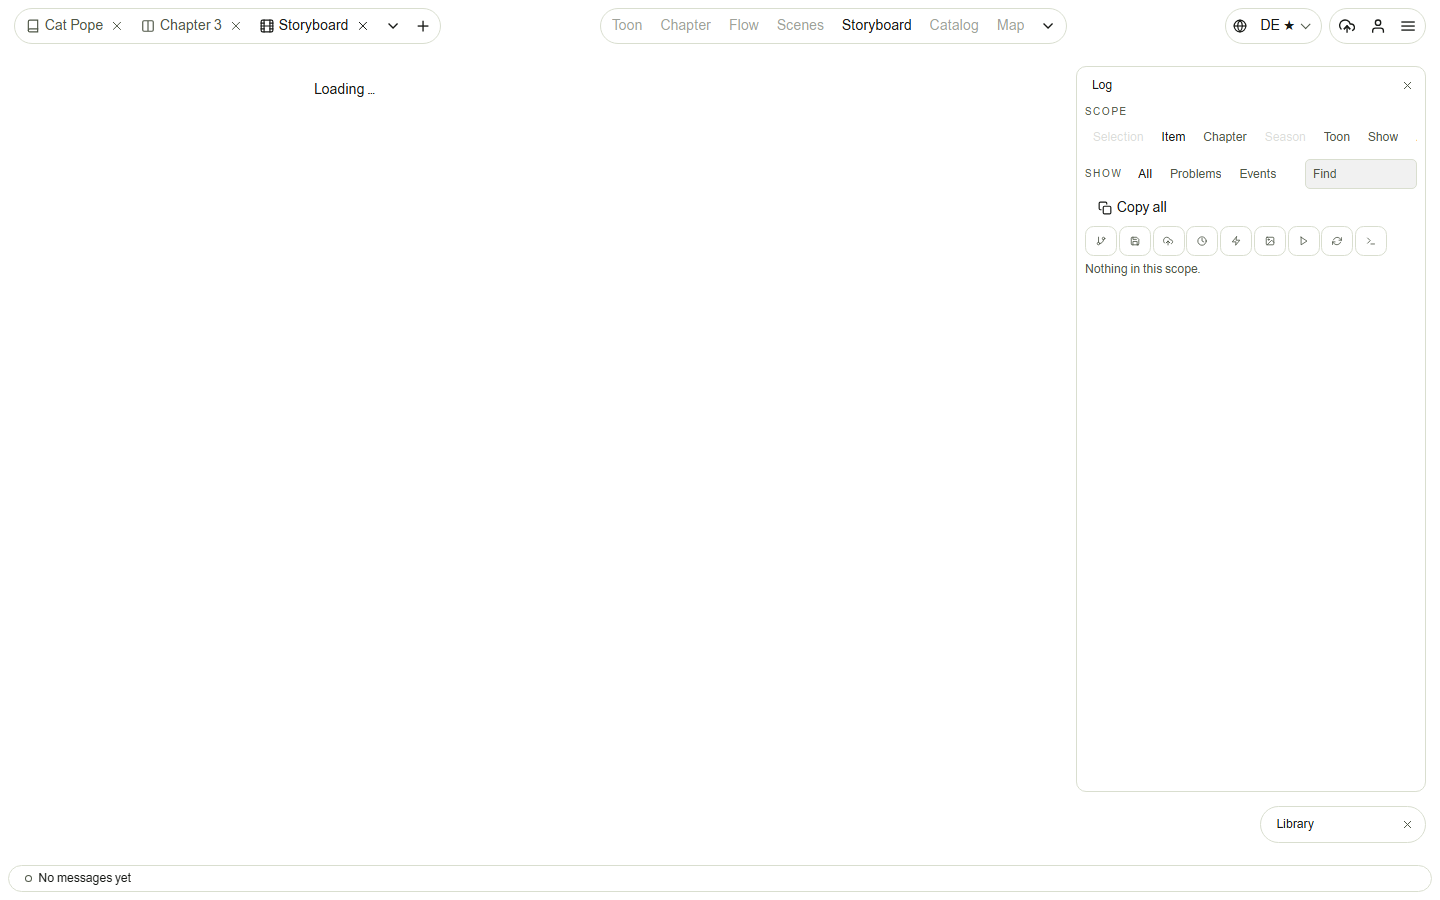 Cat Pope
Chapter 3
Storyboard
Toon
Chapter
Flow
Scenes
Storyboard
Catalog
Map
DE ★
Loading ...
Log
SCOPE
Selection
Item
Chapter
Season
Toon
Show
SHOW
All
Problems
Events
Find
Copy all
Nothing in this scope.
Library
No messages yet